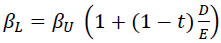 β_L = β_U (1 + (1 − t) D/E)